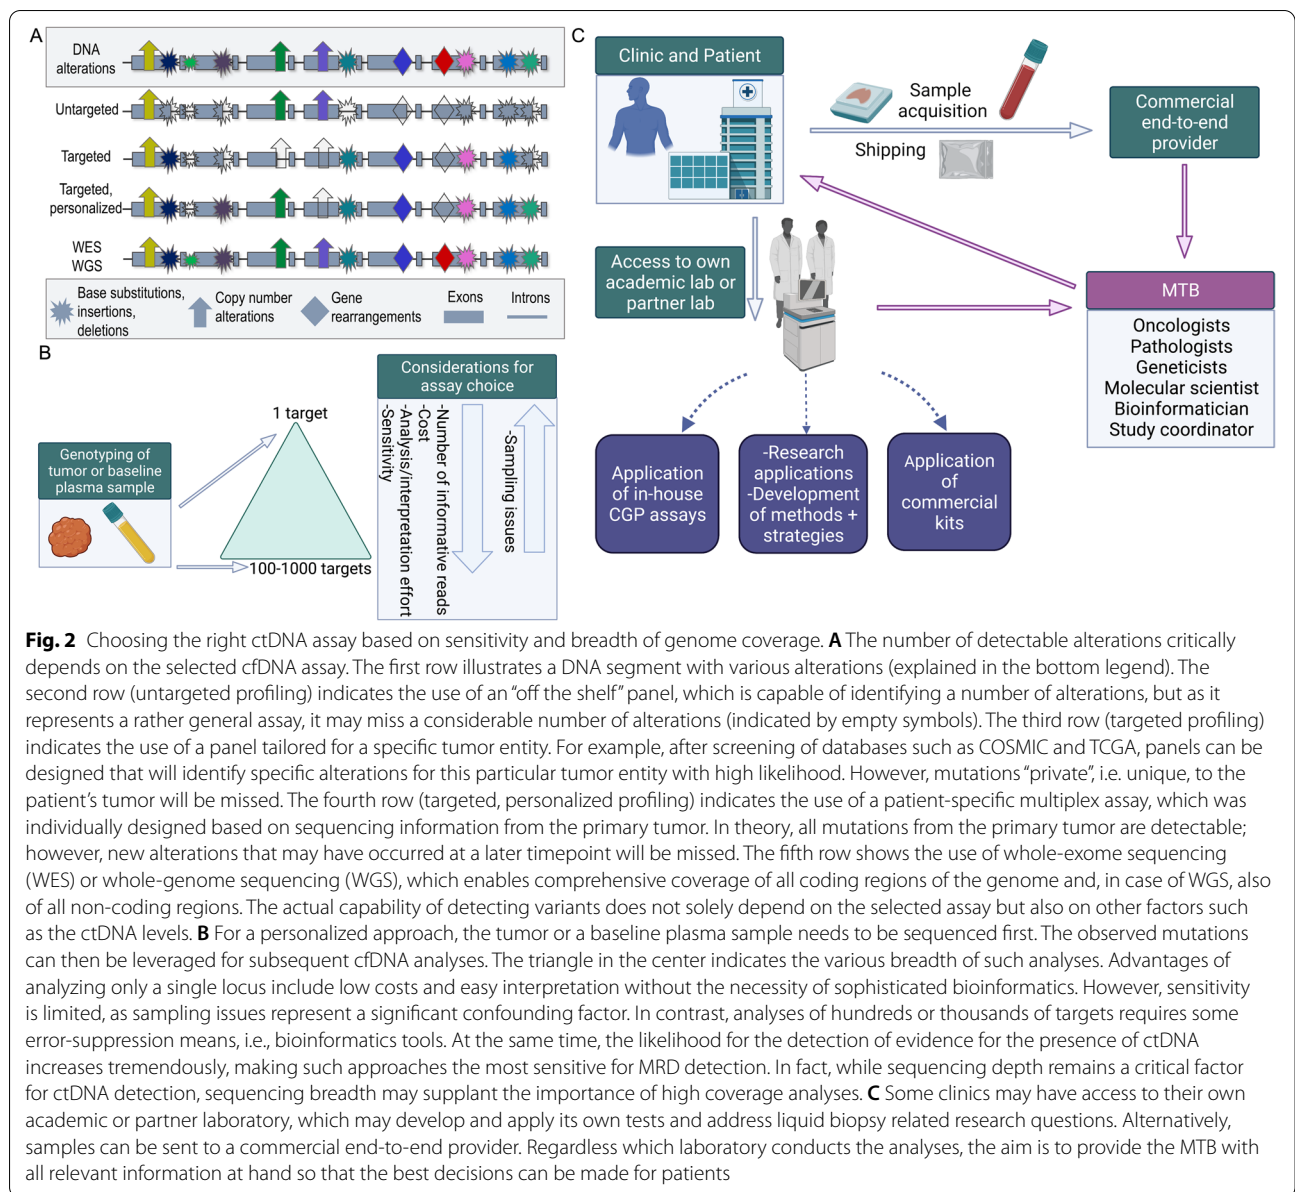 A
DNA
alterations
Untargeted
Targeted
Targeted,
personalized
WES
WGS
Base substitutions,
insertions,
deletions
Copy number
alterations
Gene
rearrangements
Exons
Introns
B
Genotyping of
tumor or baseline
plasma sample
1 target
100-1000 targets
Considerations for
assay choice
-Number of informative reads
-Cost
-Analysis/interpretation effort
-Sensitivity
-Sampling issues
C
Clinic and Patient
Sample
acquisition
Shipping
Commercial
end-to-end
provider
Access to own
academic lab or
partner lab
MTB
Oncologists
Pathologists
Geneticists
Molecular scientist
Bioinformatician
Study coordinator
Application
of in-house
CGP assays
-Research
applications
-Development
of methods +
strategies
Application
of
commercial
kits
Fig. 2 Choosing the right ctDNA assay based on sensitivity and breadth of genome coverage. A The number of detectable alterations critically
depends on the selected cfDNA assay. The first row illustrates a DNA segment with various alterations (explained in the bottom legend). The
second row (untargeted profiling) indicates the use of an “off the shelf” panel, which is capable of identifying a number of alterations, but as it
represents a rather general assay, it may miss a considerable number of alterations (indicated by empty symbols). The third row (targeted profiling)
indicates the use of a panel tailored for a specific tumor entity. For example, after screening of databases such as COSMIC and TCGA, panels can be
designed that will identify specific alterations for this particular tumor entity with high likelihood. However, mutations “private”, i.e. unique, to the
patient’s tumor will be missed. The fourth row (targeted, personalized profiling) indicates the use of a patient-specific multiplex assay, which was
individually designed based on sequencing information from the primary tumor. In theory, all mutations from the primary tumor are detectable;
however, new alterations that may have occurred at a later timepoint will be missed. The fifth row shows the use of whole-exome sequencing
(WES) or whole-genome sequencing (WGS), which enables comprehensive coverage of all coding regions of the genome and, in case of WGS, also
of all non-coding regions. The actual capability of detecting variants does not solely depend on the selected assay but also on other factors such
as the ctDNA levels. B For a personalized approach, the tumor or a baseline plasma sample needs to be sequenced first. The observed mutations
can then be leveraged for subsequent cfDNA analyses. The triangle in the center indicates the various breadth of such analyses. Advantages of
analyzing only a single locus include low costs and easy interpretation without the necessity of sophisticated bioinformatics. However, sensitivity
is limited, as sampling issues represent a significant confounding factor. In contrast, analyses of hundreds or thousands of targets requires some
error-suppression means, i.e., bioinformatics tools. At the same time, the likelihood for the detection of evidence for the presence of ctDNA
increases tremendously, making such approaches the most sensitive for MRD detection. In fact, while sequencing depth remains a critical factor
for ctDNA detection, sequencing breadth may supplant the importance of high coverage analyses. C Some clinics may have access to their own
academic or partner laboratory, which may develop and apply its own tests and address liquid biopsy related research questions. Alternatively,
samples can be sent to a commercial end-to-end provider. Regardless which laboratory conducts the analyses, the aim is to provide the MTB with
all relevant information at hand so that the best decisions can be made for patients